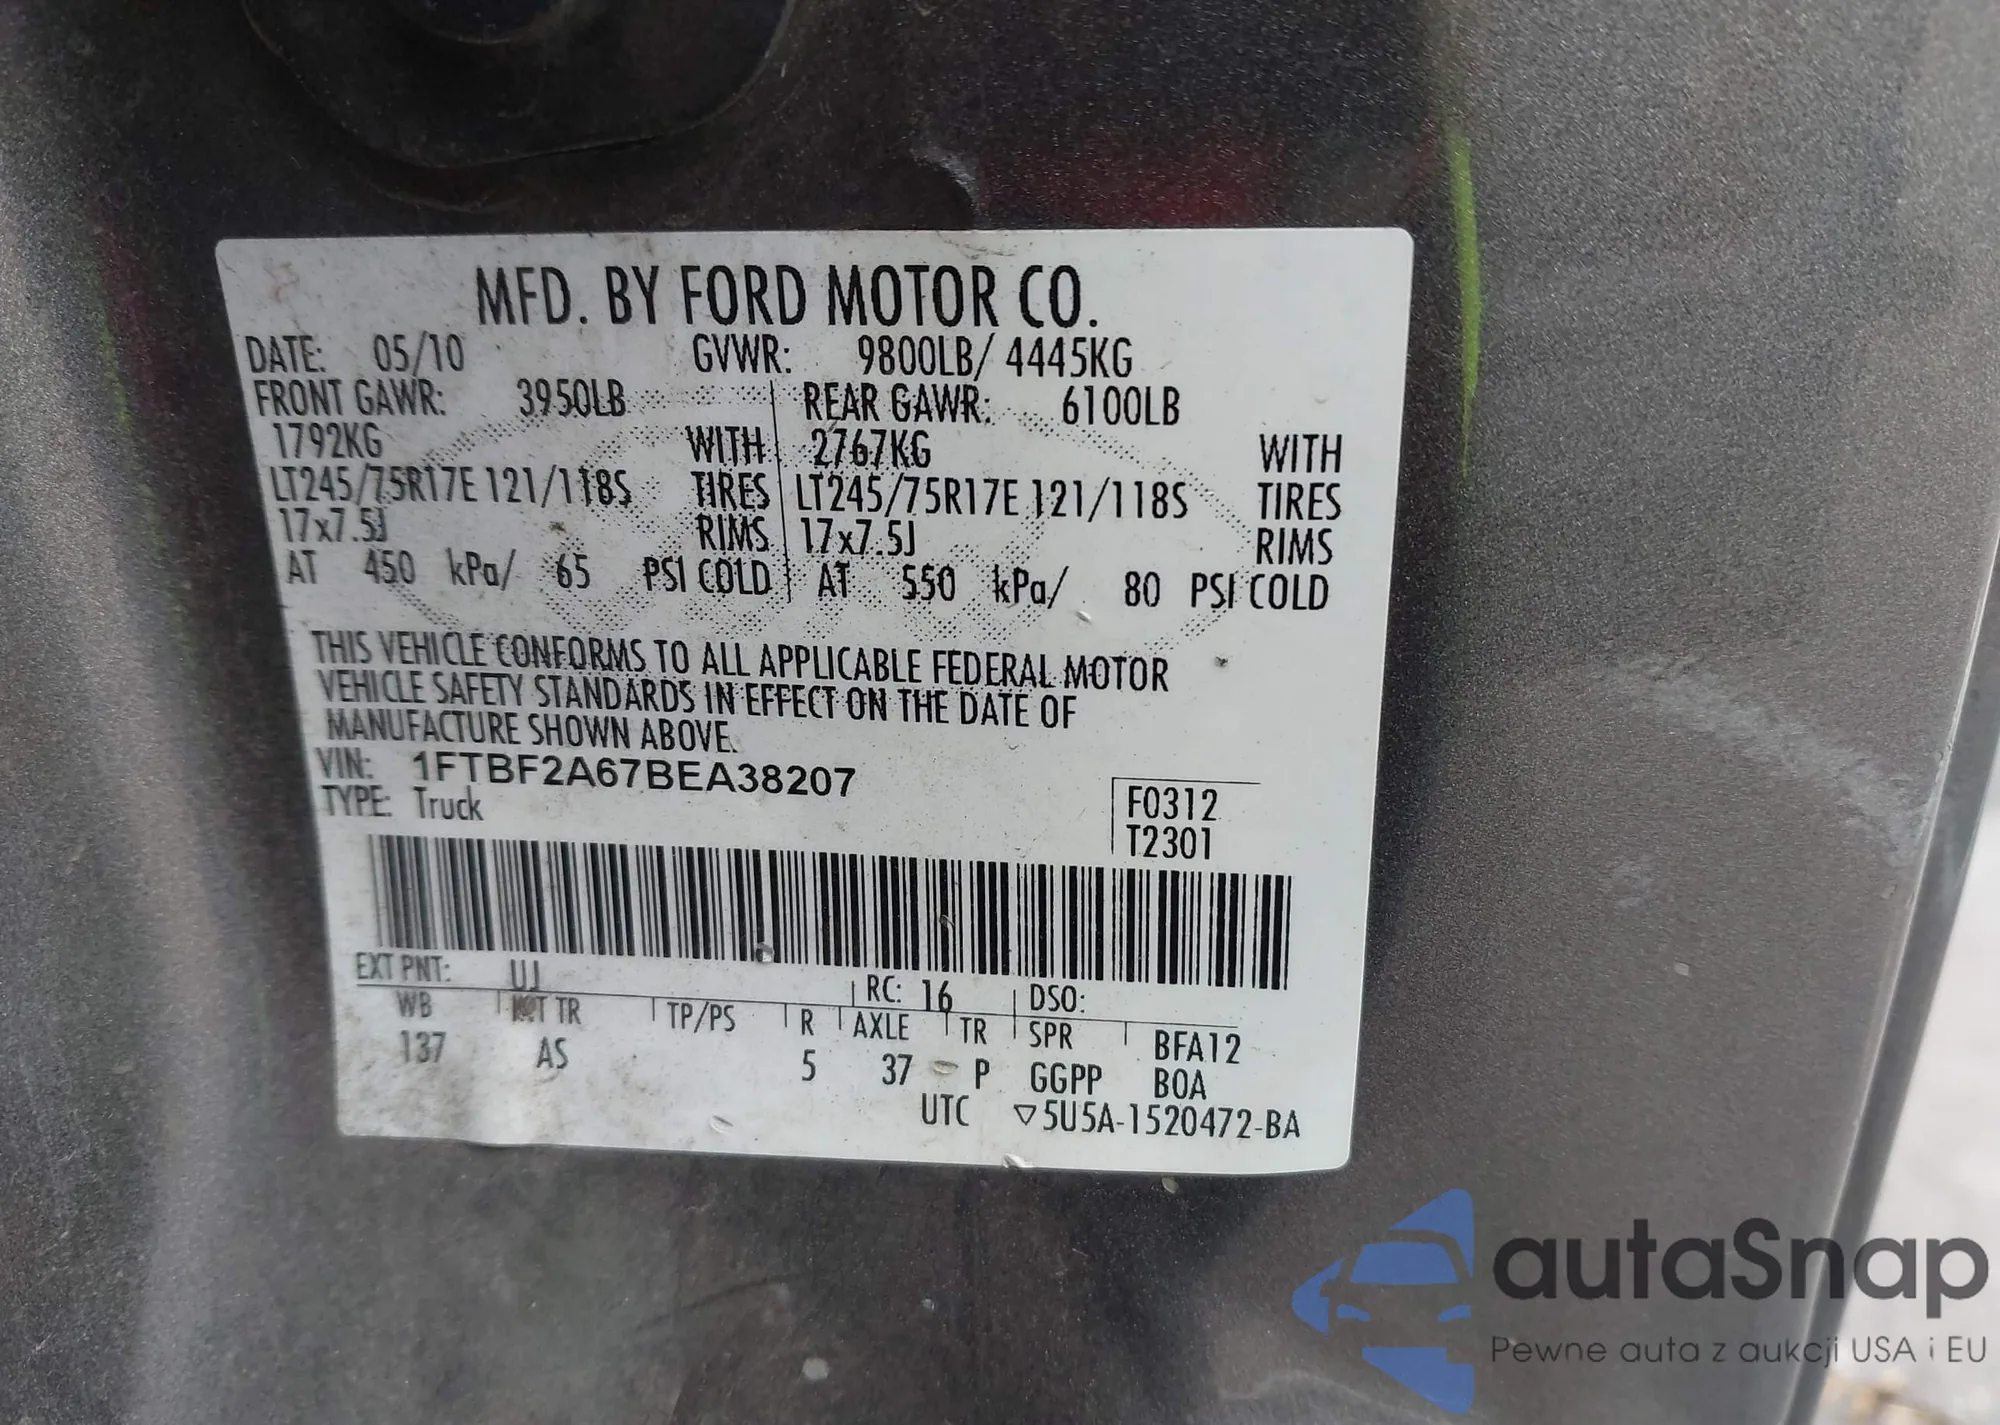 MFD. BY FORD MOTOR CO.
DATE: 05/10 GVWR: 9800LB/ 4445KG
FRONT GAWR: 3950LB REAR GAWR: 6100LB
1792KG WITH 2767KG WITH
LT245/75R17E 121/118S TIRES LT245/75R17E 121/118S TIRES
17x7.5J RIMS 17x7.5J RIMS
AT 450 kPa/ 65 PSI COLD AT 550 kPa/ 80 PSI COLD
THIS VEHICLE CONFORMS TO ALL APPLICABLE FEDERAL MOTOR
VEHICLE SAFETY STANDARDS IN EFFECT ON THE DATE OF
MANUFACTURE SHOWN ABOVE.
VIN: 1FTBF2A67BEA38207
TYPE: Truck
F0312
T2301
EXT PNT: UJ RC: 16 DSO:
WB INT TR TP/PS R AXLE TR SPR BFA12
137 AS 5 37 P GGPP BOA
UTC ▽5U5A-1520472-BA
autaSnap
Pewne auta z aukcji USA i EU